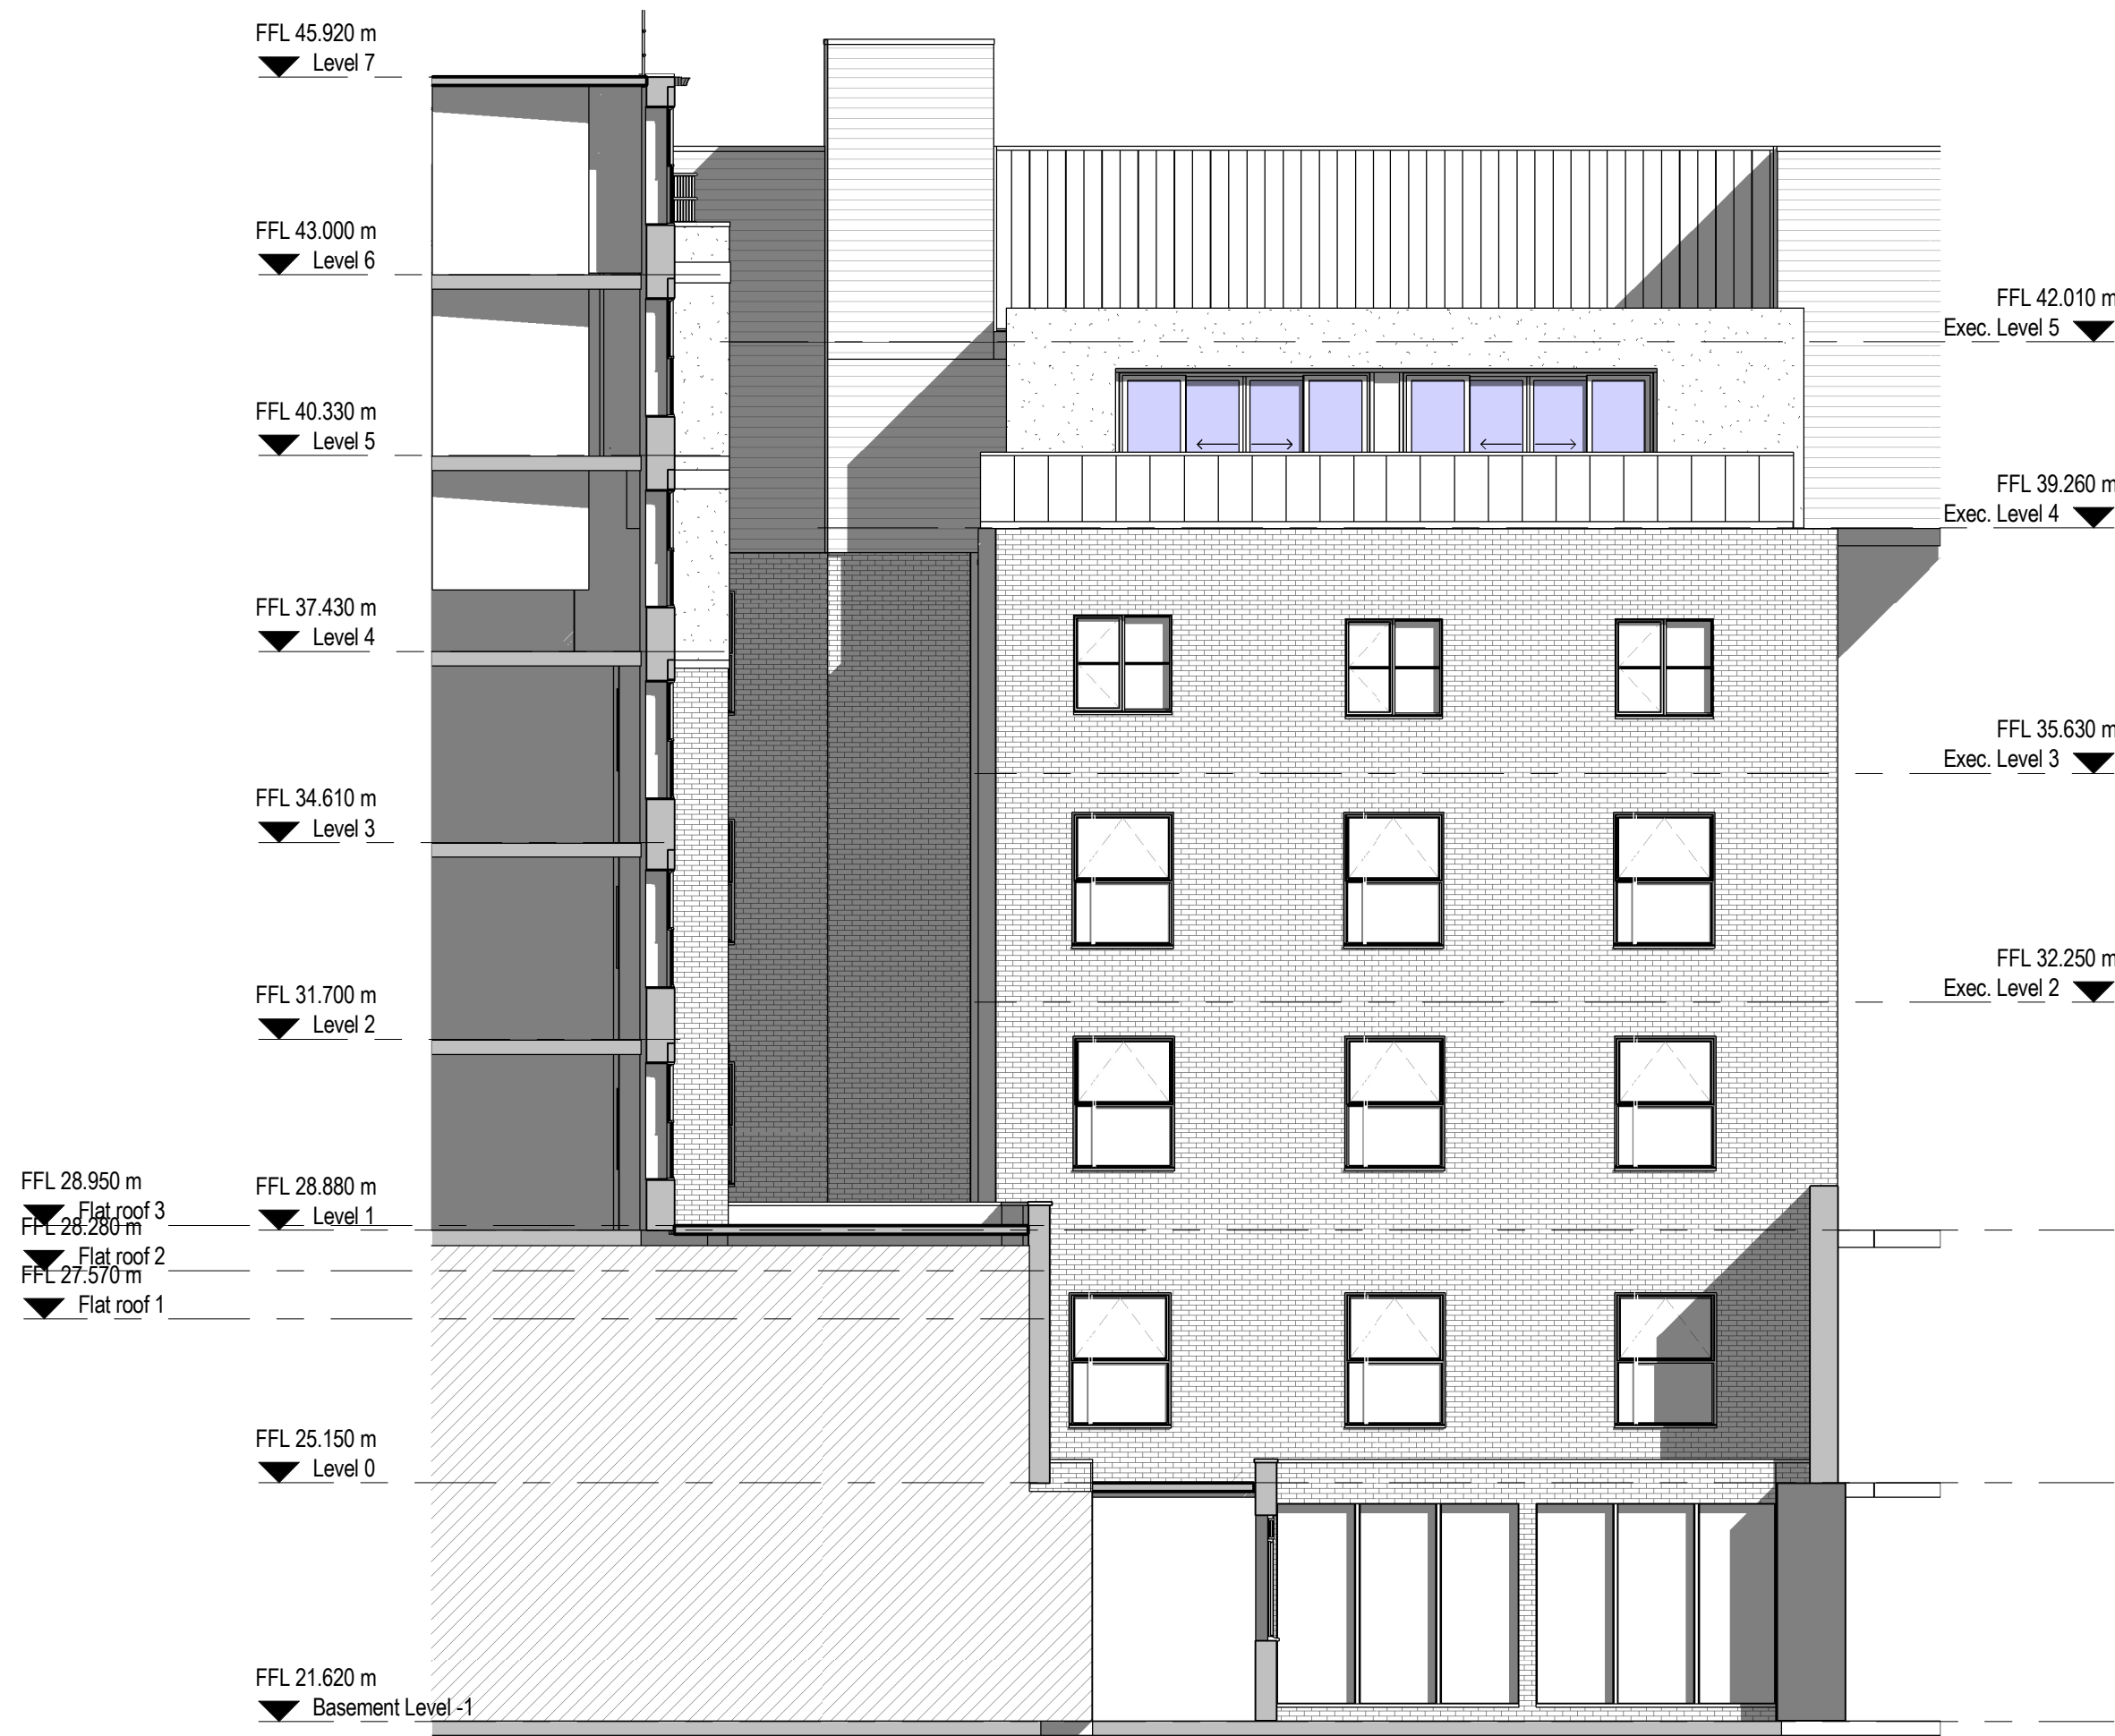 FFL 45.920 m
Level 7
FFL 43.000 m
Level 6
FFL 42.010 m
Exec. Level 5
FFL 40.330 m
Level 5
FFL 39.260 m
Exec. Level 4
FFL 37.430 m
Level 4
FFL 35.630 m
Exec. Level 3
FFL 34.610 m
Level 3
FFL 32.250 m
Exec. Level 2
FFL 31.700 m
Level 2
FFL 28.950 m
Flat roof 3
FFL 28.880 m
Level 1
FFL 28.280 m
Flat roof 2
FFL 27.570 m
Flat roof 1
FFL 25.150 m
Level 0
FFL 21.620 m
Basement Level -1